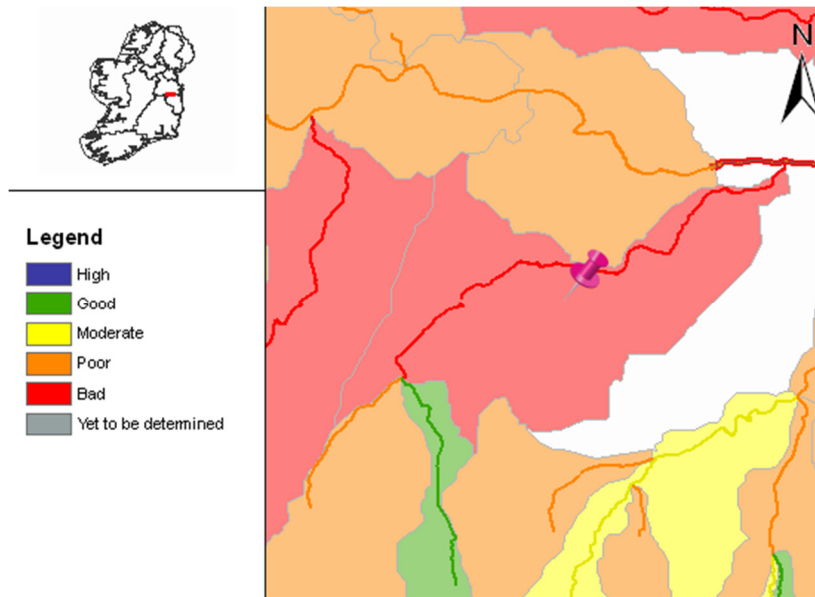 N
Legend
High
Good
Moderate
Poor
Bad
Yet to be determined